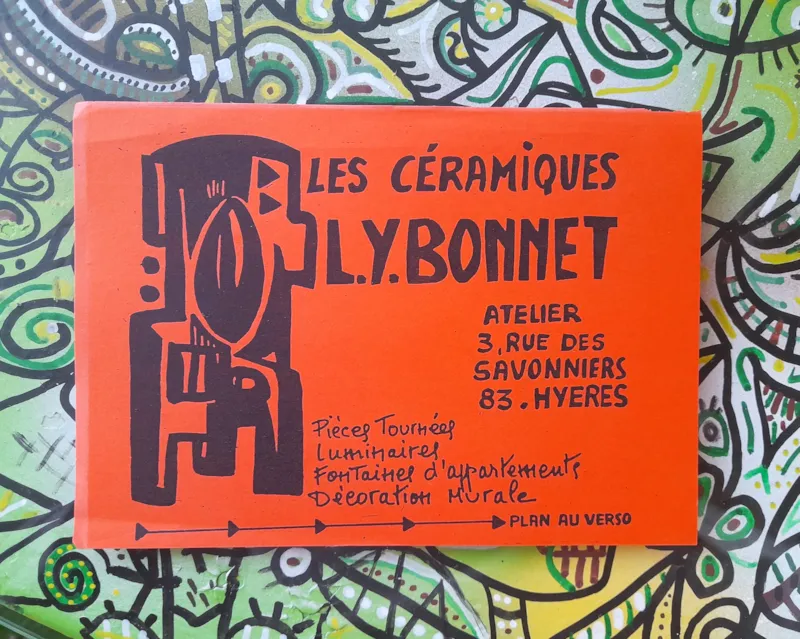 LES CÉRAMIQUES
L.Y.BONNET
ATELIER
3, RUE DES
SAVONNIERS
83. HYERES
Pièces Tournées
Luminaires
Fontaines d'appartements
Décoration Murale
PLAN AU VERSO